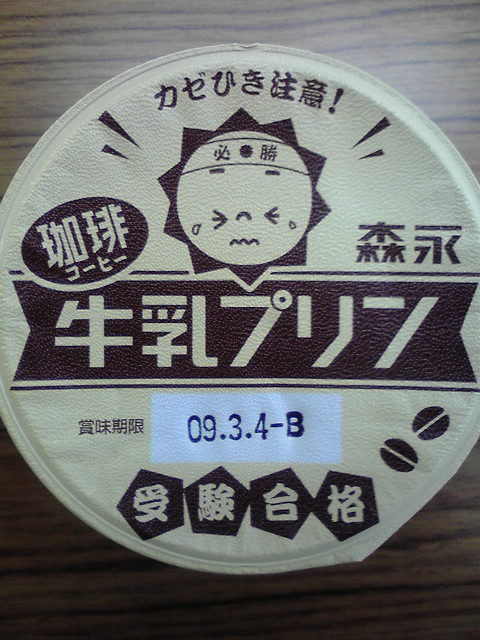 カゼひき注意!
必 勝
珈琲
コーヒー
森永
牛乳プリン
賞味期限
09.3.4-B
受験合格